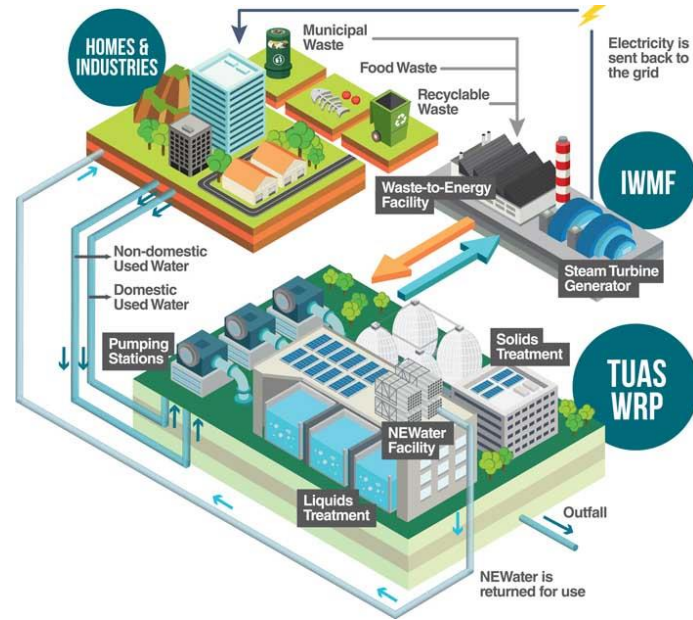 HOMES &
INDUSTRIES
Municipal
Waste
Food Waste
Recyclable
Waste
Electricity is
sent back to
the grid
Waste-to-Energy
Facility
IWMF
Steam Turbine
Generator
Non-domestic
Used Water
Domestic
Used Water
Pumping
Stations
Solids
Treatment
TUAS
WRP
NEWater
Facility
Liquids
Treatment
Outfall
NEWater is
returned for use